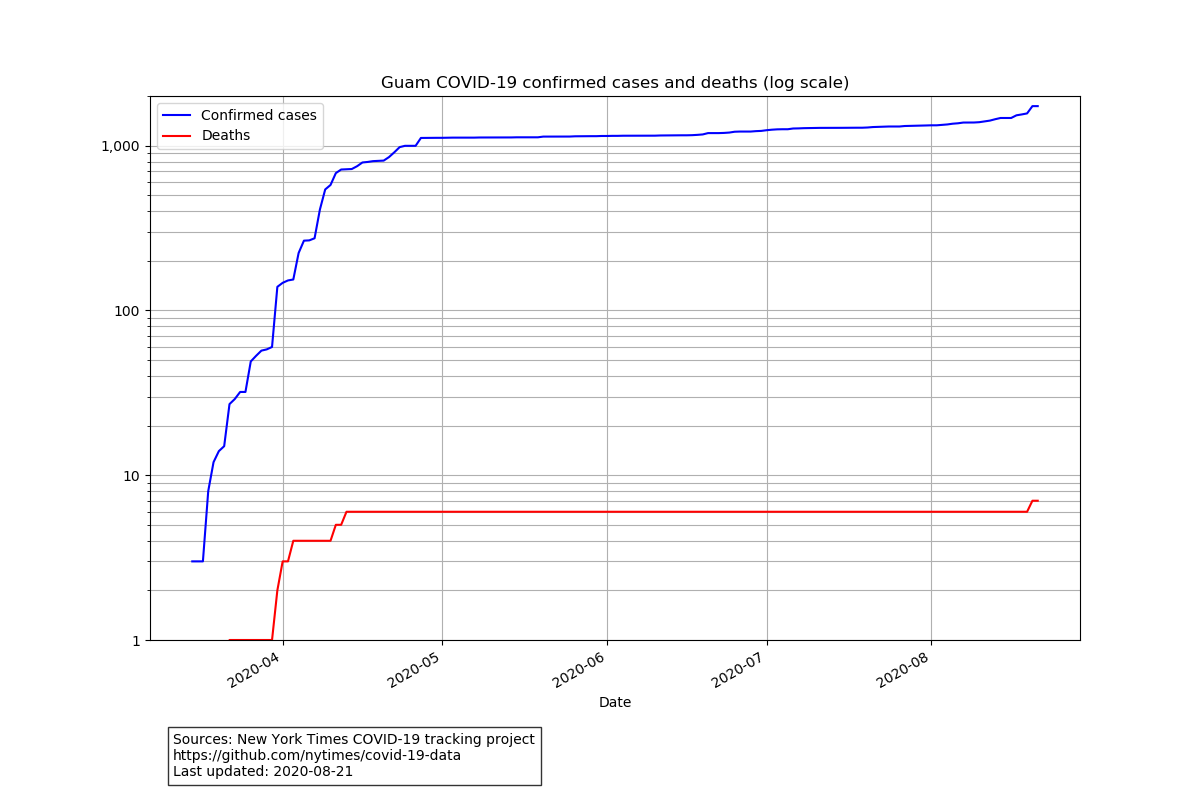 Guam COVID-19 confirmed cases and deaths (log scale)
Confirmed cases
Deaths
1,000
100
10
1
2020-04
2020-05
2020-06
2020-07
2020-08
Date
Sources: New York Times COVID-19 tracking project
https://github.com/nytimes/covid-19-data
Last updated: 2020-08-21